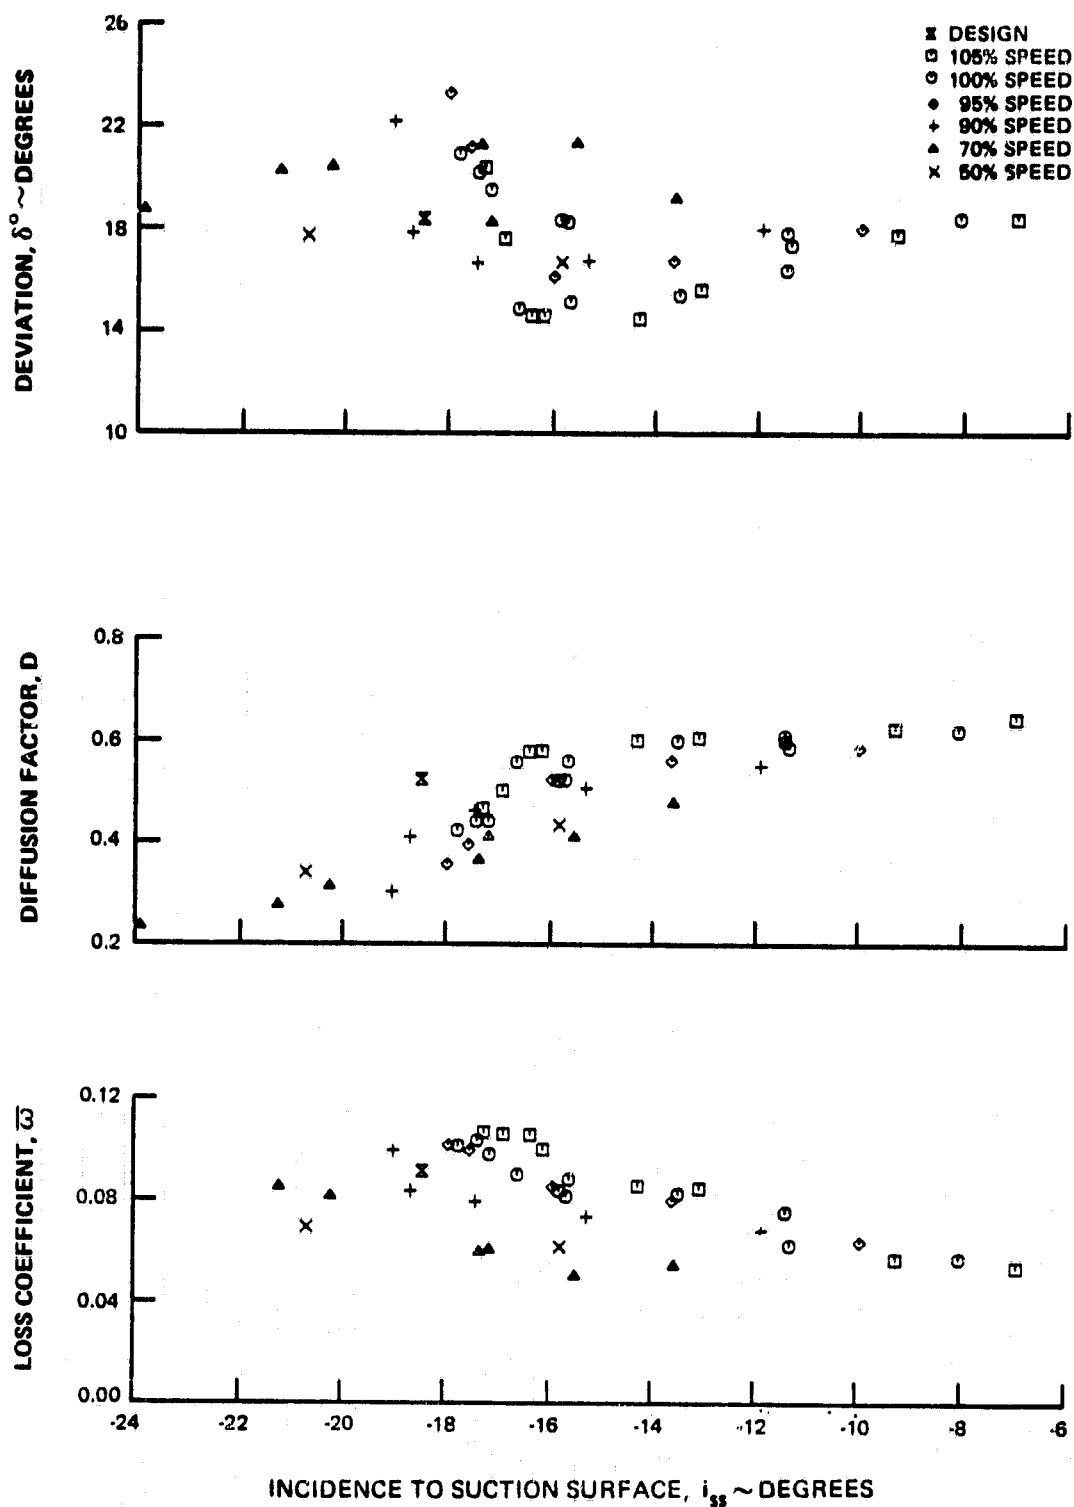 26
22
18
14
10
DEVIATION, δ° ~ DEGREES
DESIGN
105% SPEED
100% SPEED
95% SPEED
90% SPEED
70% SPEED
50% SPEED
0.8
0.6
0.4
0.2
DIFFUSION FACTOR, D
0.12
0.08
0.04
0.00
LOSS COEFFICIENT, ω̅
-24 -22 -20 -18 -16 -14 -12 -10 -8 -6
INCIDENCE TO SUCTION SURFACE, iss ~ DEGREES